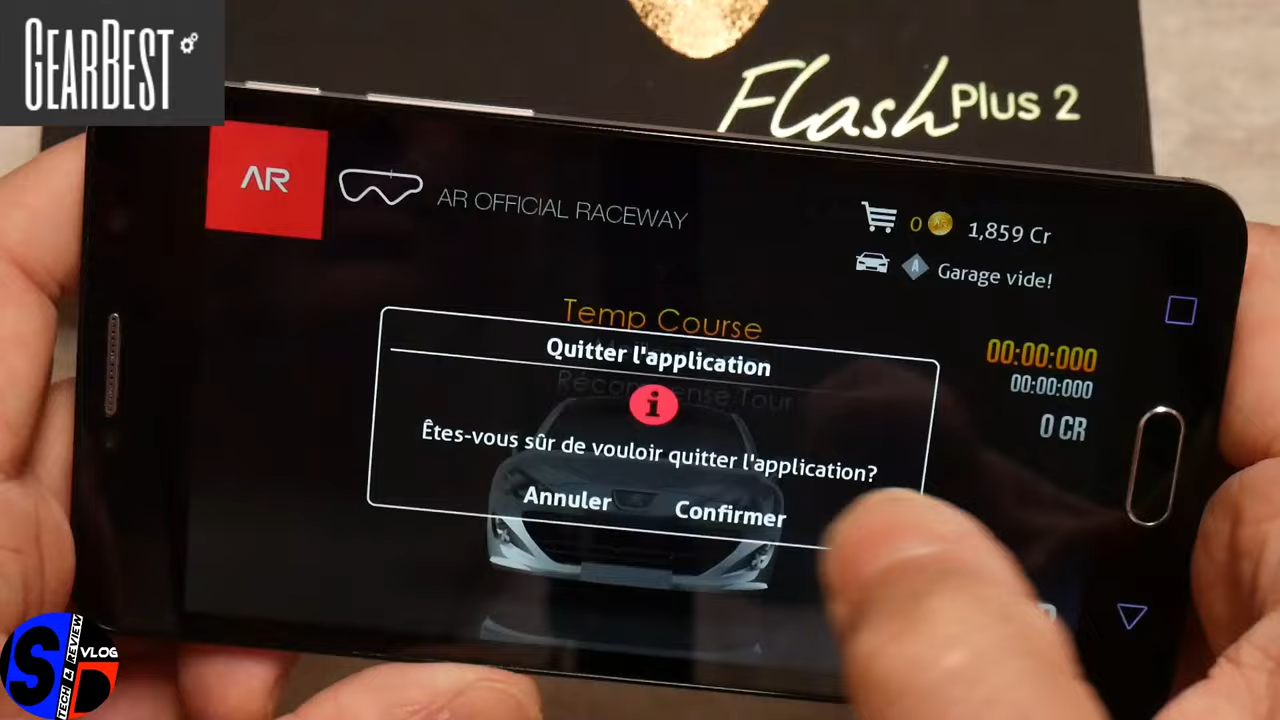 GEARBEST
Flash Plus 2
AR
AR OFFICIAL RACEWAY
0
1,859 Cr
A
Garage vide!
Temp Course
00:00:000
00:00:000
0 CR
Récompense Tour
Quitter l'application
i
Êtes-vous sûr de vouloir quitter l'application?
Annuler
Confirmer
SD
TECH & REVIEW
VLOG